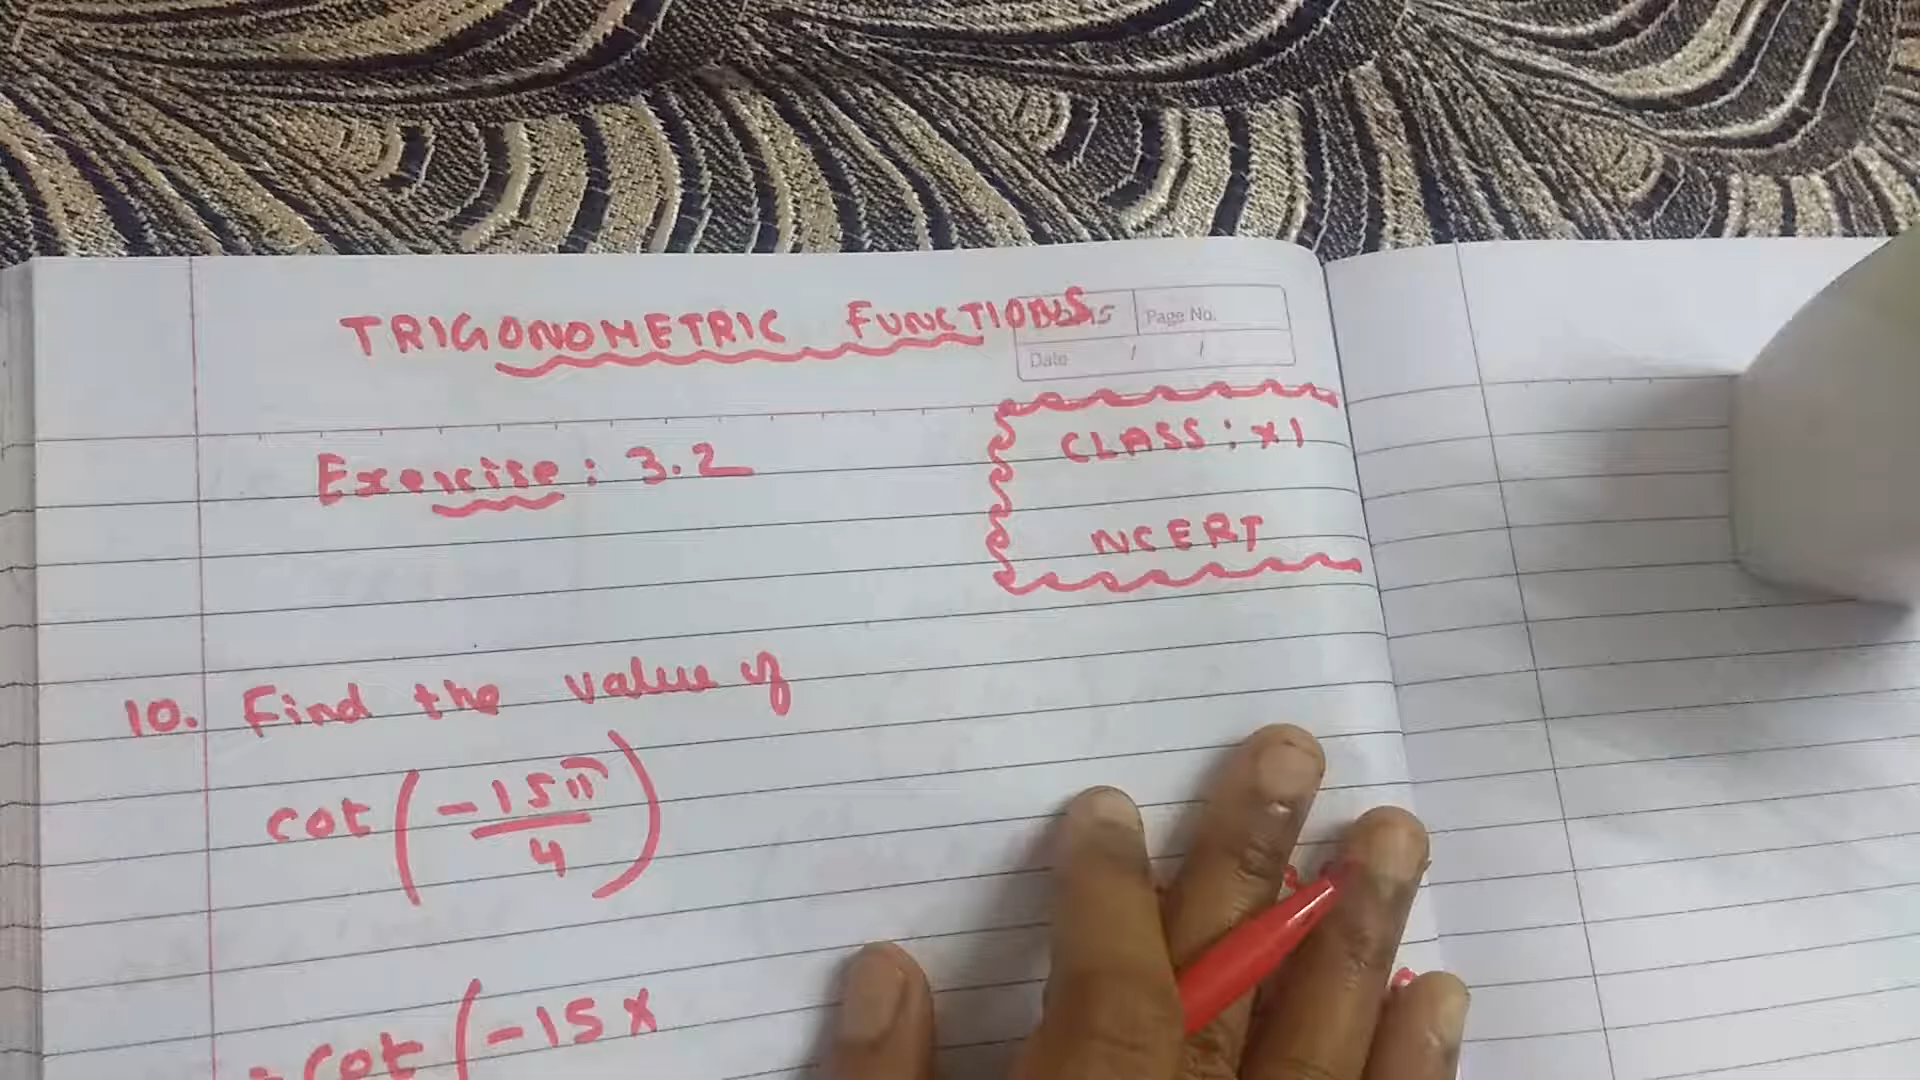 TRIGONOMETRIC FUNCTIONS
Page No.
Date / /
Exercise : 3.2
CLASS : XI
NCERT
10. Find the value of
cot (-15π/4)
cot (-15 x